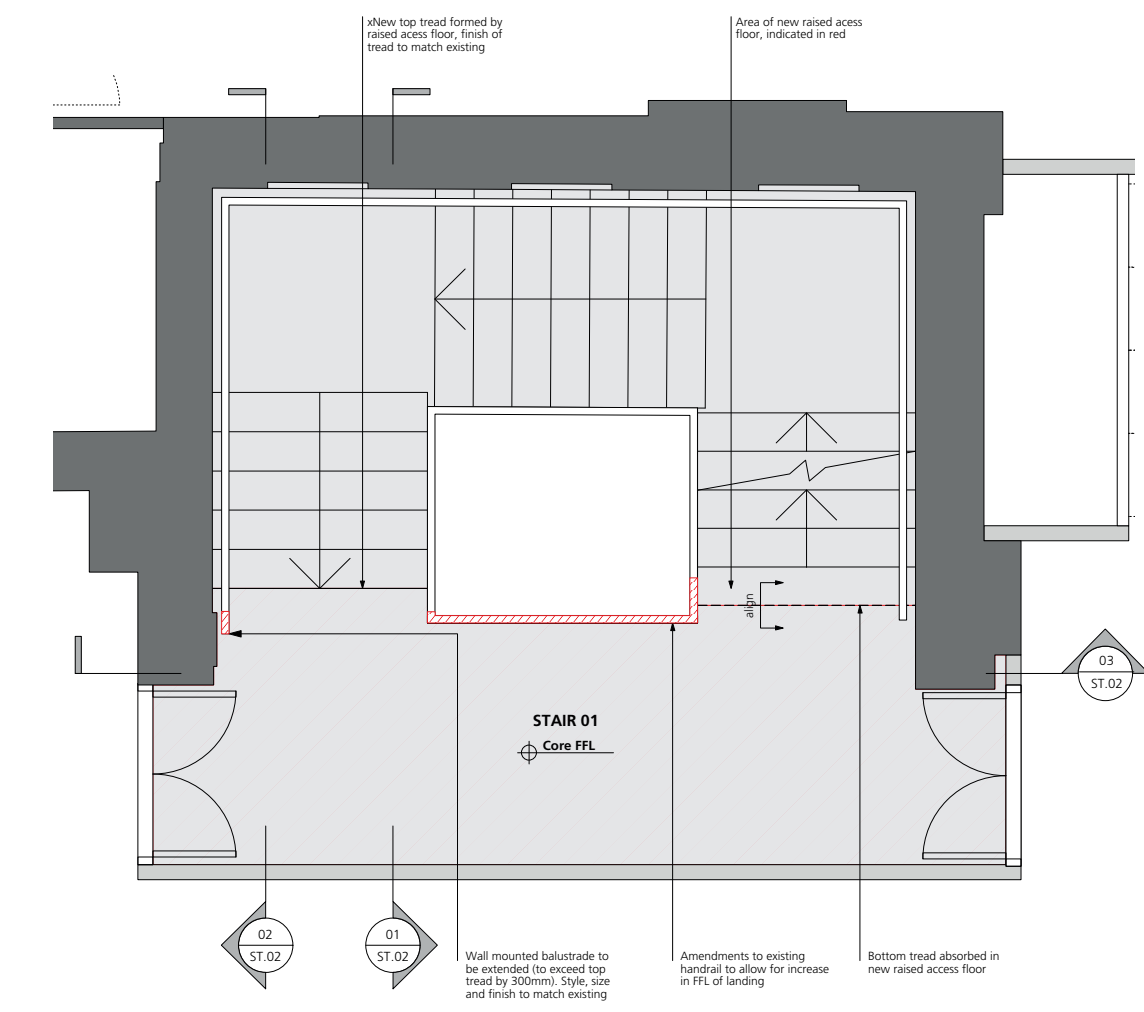 xNew top tread formed by
raised acess floor, finish of
tread to match existing
Area of new raised acess
floor, indicated in red
align
03
ST.02
STAIR 01
Core FFL
02
ST.02
01
ST.02
Wall mounted balustrade to
be extended (to exceed top
tread by 300mm). Style, size
and finish to match existing
Amendments to existing
handrail to allow for increase
in FFL of landing
Bottom tread absorbed in
new raised access floor